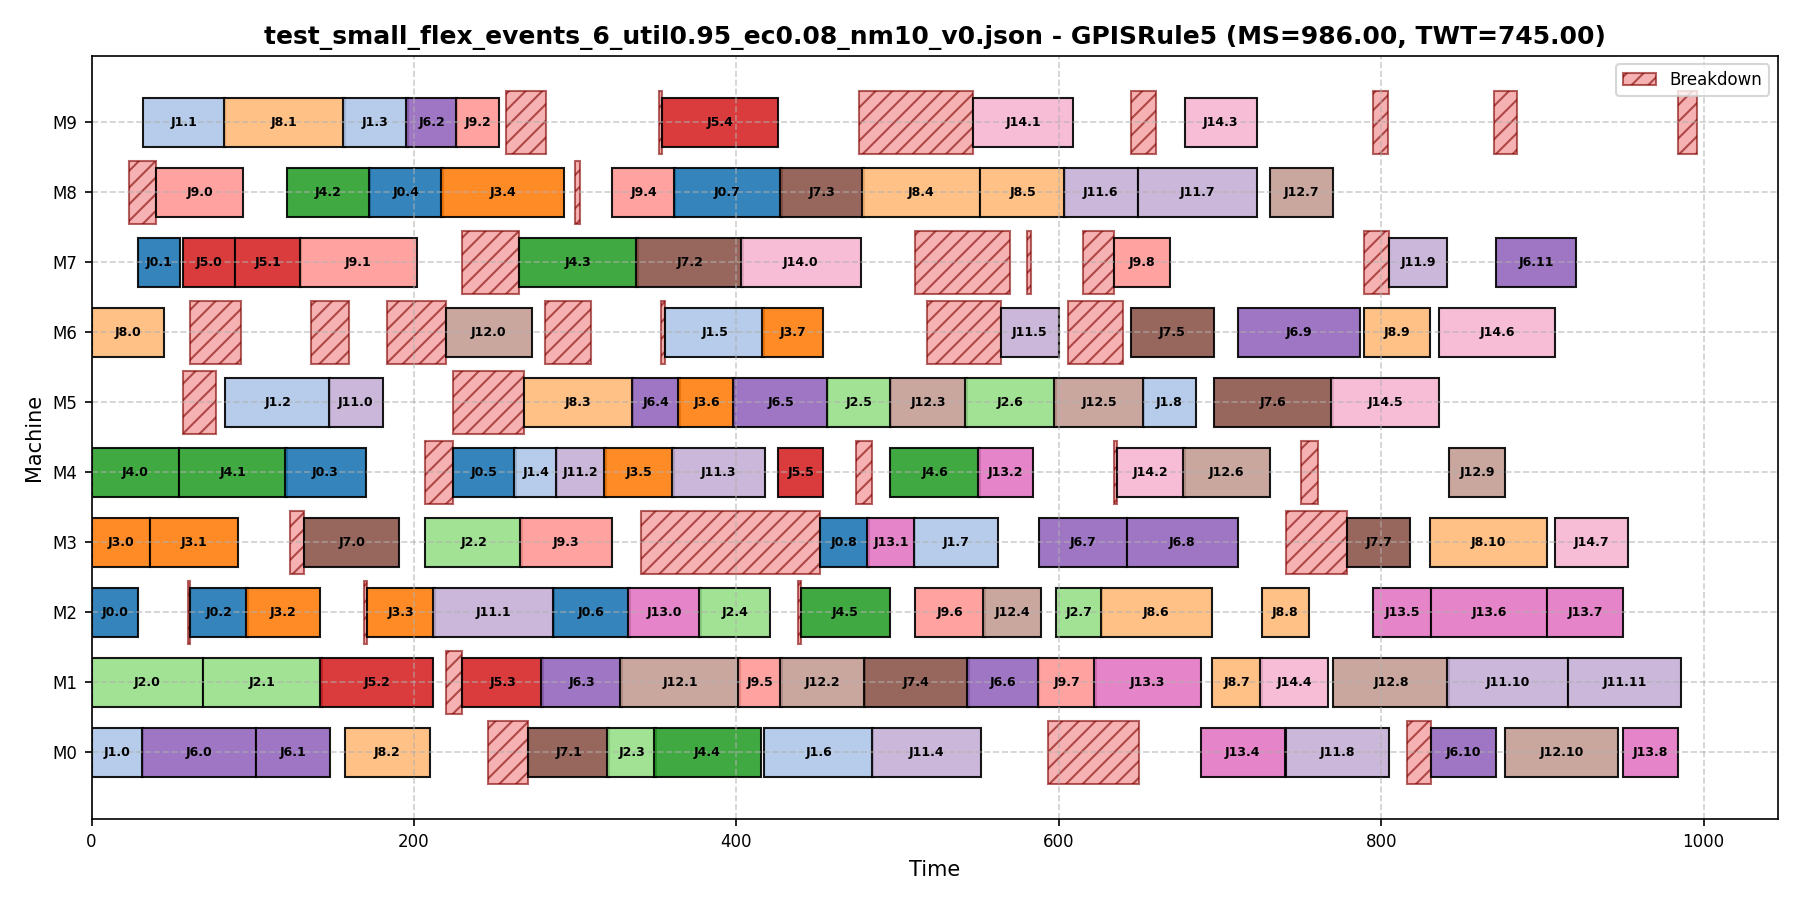 test_small_flex_events_6_util0.95_ec0.08_nm10_v0.json - GPISRule5 (MS=986.00, TWT=745.00)
Breakdown
M9 J1.1 J8.1 J1.3 J6.2 J9.2 J5.4 J14.1 J14.3
M8 J9.0 J4.2 J0.4 J3.4 J9.4 J0.7 J7.3 J8.4 J8.5 J11.6 J11.7 J12.7
M7 J0.1 J5.0 J5.1 J9.1 J4.3 J7.2 J14.0 J9.8 J11.9 J6.11
M6 J8.0 J12.0 J1.5 J3.7 J11.5 J7.5 J6.9 J8.9 J14.6
M5 J1.2 J11.0 J8.3 J6.4 J3.6 J6.5 J2.5 J12.3 J2.6 J12.5 J1.8 J7.6 J14.5
M4 J4.0 J4.1 J0.3 J0.5 J1.4 J11.2 J3.5 J11.3 J5.5 J4.6 J13.2 J14.2 J12.6 J12.9
M3 J3.0 J3.1 J7.0 J2.2 J9.3 J0.8 J13.1 J1.7 J6.7 J6.8 J7.7 J8.10 J14.7
M2 J0.0 J0.2 J3.2 J3.3 J11.1 J0.6 J13.0 J2.4 J4.5 J9.6 J12.4 J2.7 J8.6 J8.8 J13.5 J13.6 J13.7
M1 J2.0 J2.1 J5.2 J5.3 J6.3 J12.1 J9.5 J12.2 J7.4 J6.6 J9.7 J13.3 J8.7 J14.4 J12.8 J11.10 J11.11
M0 J1.0 J6.0 J6.1 J8.2 J7.1 J2.3 J4.4 J1.6 J11.4 J13.4 J11.8 J6.10 J12.10 J13.8
Machine
0 200 400 600 800 1000
Time